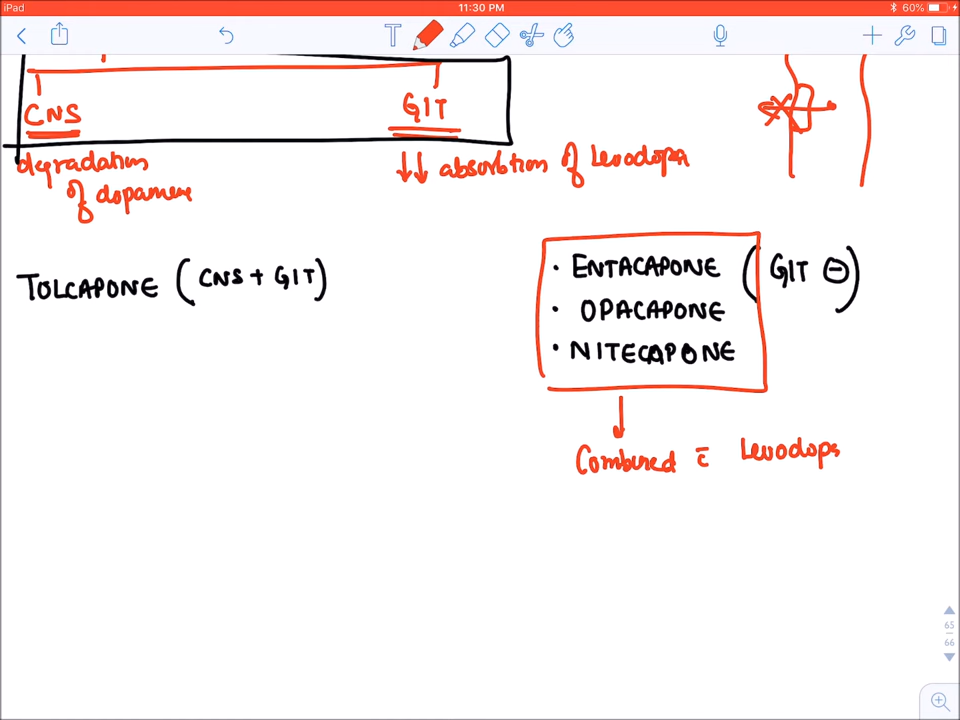 iPad
11:30 PM
60%
T
CNS
GIT
degradation
of dopamine
↓↓ absorbtion of Levodopa
TOLCAPONE (CNS + GIT)
• ENTACAPONE (GIT ⊖)
• OPACAPONE
• NITECAPONE
↓
Combined c̄ Levodopa
65
66